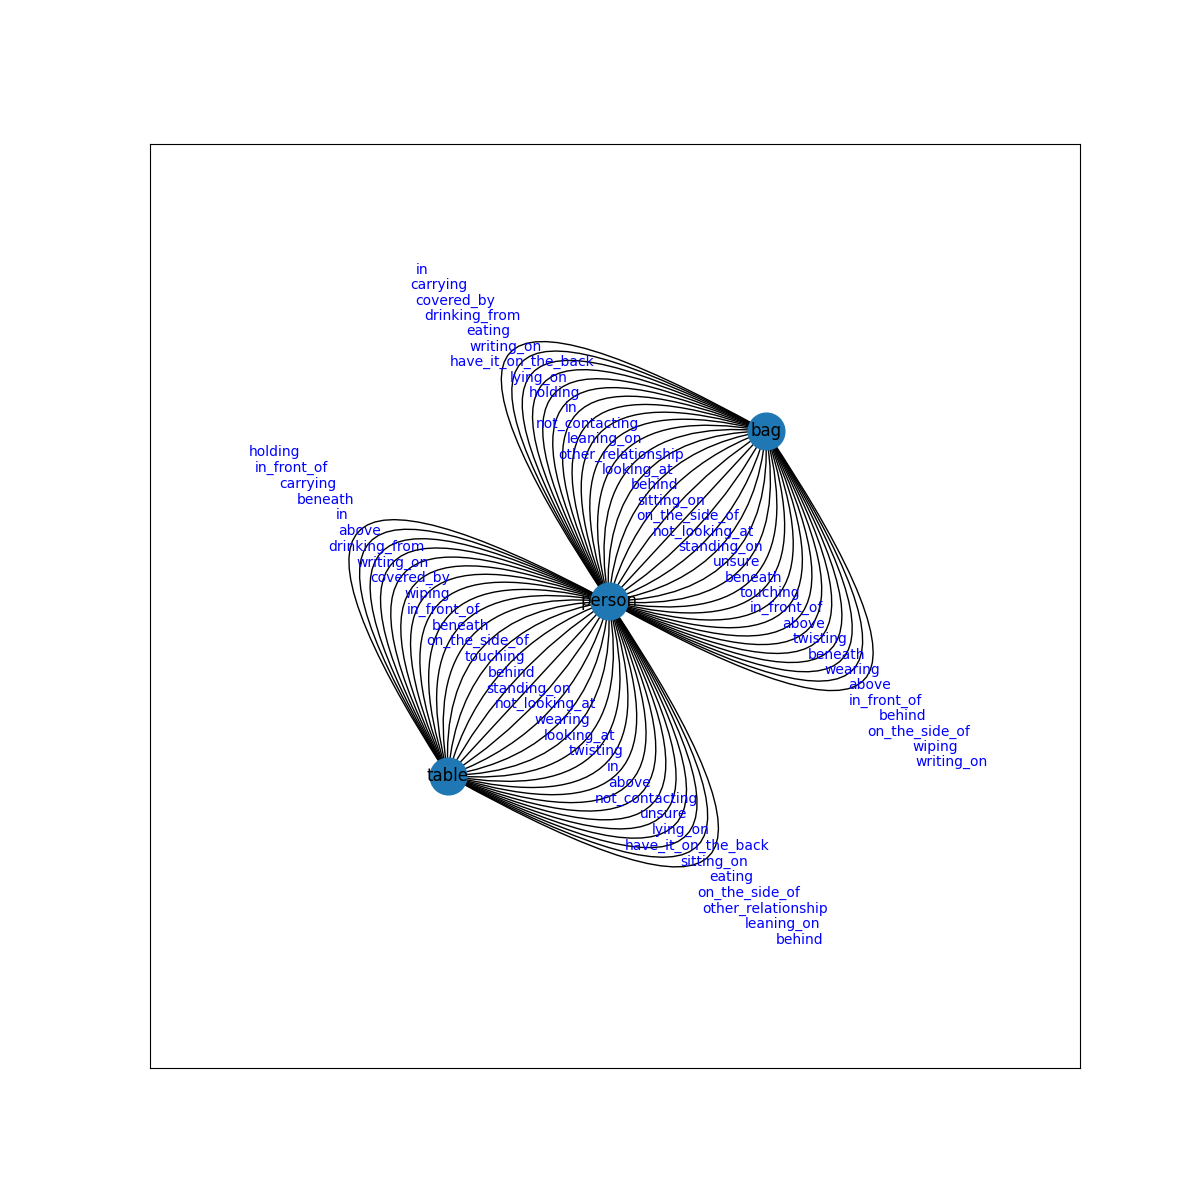 in
carrying
covered_by
drinking_from
eating
writing_on
have_it_on_the_back
lying_on
holding
in
not_contacting
leaning_on
other_relationship
looking_at
behind
sitting_on
on_the_side_of
not_looking_at
standing_on
unsure
beneath
touching
in_front_of
above
twisting
beneath
wearing
above
in_front_of
behind
on_the_side_of
wiping
writing_on
bag
person
table
holding
in_front_of
carrying
beneath
in
above
drinking_from
writing_on
covered_by
wiping
in_front_of
beneath
on_the_side_of
touching
behind
standing_on
not_looking_at
wearing
looking_at
twisting
in
above
not_contacting
unsure
lying_on
have_it_on_the_back
sitting_on
eating
on_the_side_of
other_relationship
leaning_on
behind